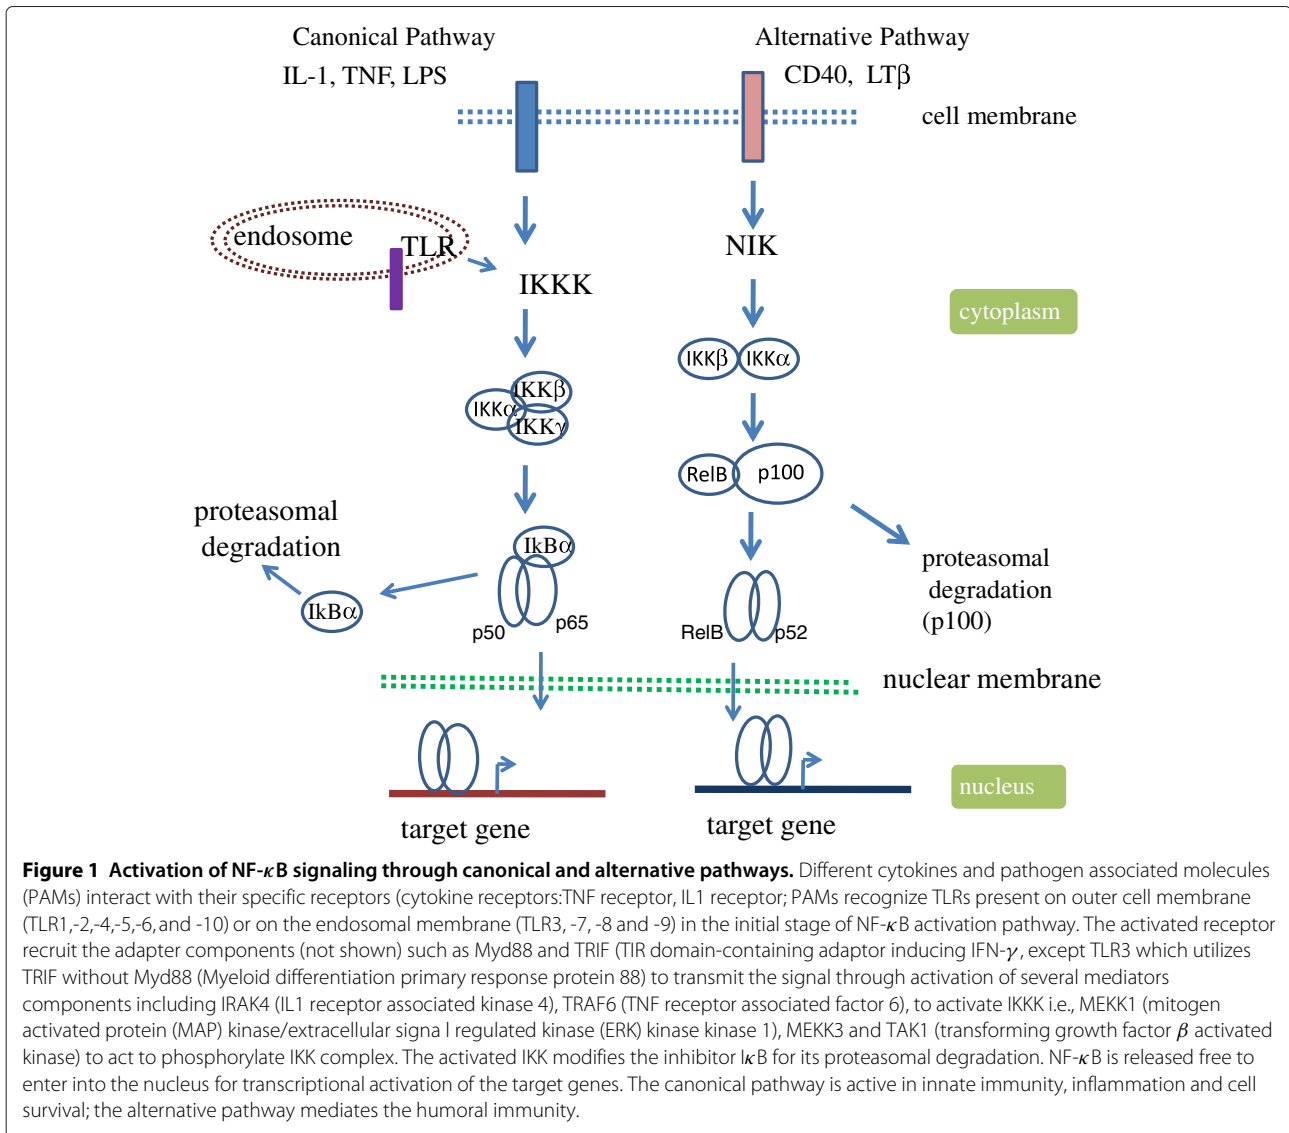 Canonical Pathway
IL-1, TNF, LPS
Alternative Pathway
CD40, LTβ
cell membrane
endosome
TLR
IKKK
NIK
cytoplasm
IKKβ
IKKα
IKKγ
IKKβ
IKKα
RelB
p100
proteasomal
degradation
IkBα
IkBα
p50
p65
RelB
p52
proteasomal
degradation
(p100)
nuclear membrane
nucleus
target gene
target gene
Figure 1 Activation of NF-κB signaling through canonical and alternative pathways. Different cytokines and pathogen associated molecules
(PAMs) interact with their specific receptors (cytokine receptors:TNF receptor, IL1 receptor; PAMs recognize TLRs present on outer cell membrane
(TLR1,-2,-4,-5,-6, and -10) or on the endosomal membrane (TLR3, -7, -8 and -9) in the initial stage of NF-κB activation pathway. The activated receptor
recruit the adapter components (not shown) such as Myd88 and TRIF (TIR domain-containing adaptor inducing IFN-γ, except TLR3 which utilizes
TRIF without Myd88 (Myeloid differentiation primary response protein 88) to transmit the signal through activation of several mediators
components including IRAK4 (IL1 receptor associated kinase 4), TRAF6 (TNF receptor associated factor 6), to activate IKKK i.e., MEKK1 (mitogen
activated protein (MAP) kinase/extracellular signa l regulated kinase (ERK) kinase kinase 1), MEKK3 and TAK1 (transforming growth factor β activated
kinase) to act to phosphorylate IKK complex. The activated IKK modifies the inhibitor IκB for its proteasomal degradation. NF-κB is released free to
enter into the nucleus for transcriptional activation of the target genes. The canonical pathway is active in innate immunity, inflammation and cell
survival; the alternative pathway mediates the humoral immunity.